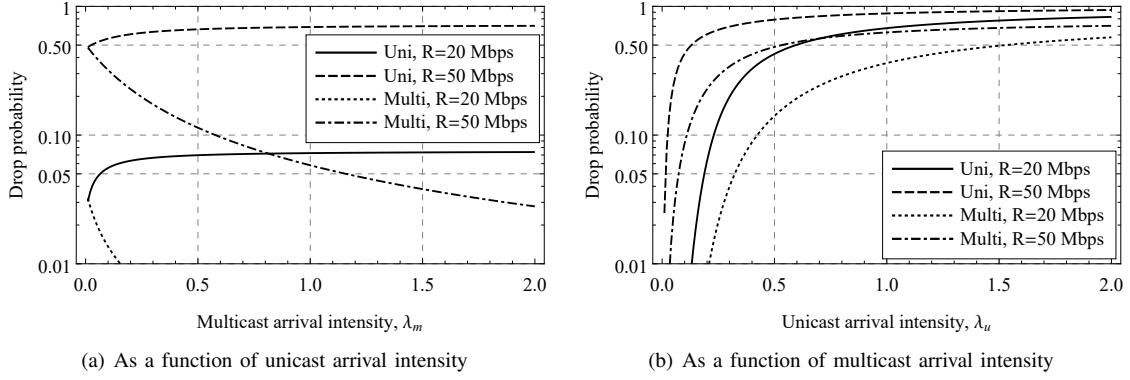 Drop probability
1
0.50
0.10
0.05
0.01
Uni, R=20 Mbps
Uni, R=50 Mbps
Multi, R=20 Mbps
Multi, R=50 Mbps
0.0 0.5 1.0 1.5 2.0
Multicast arrival intensity, λm
(a) As a function of unicast arrival intensity
Drop probability
1
0.50
0.10
0.05
0.01
Uni, R=20 Mbps
Uni, R=50 Mbps
Multi, R=20 Mbps
Multi, R=50 Mbps
0.0 0.5 1.0 1.5 2.0
Unicast arrival intensity, λu
(b) As a function of multicast arrival intensity